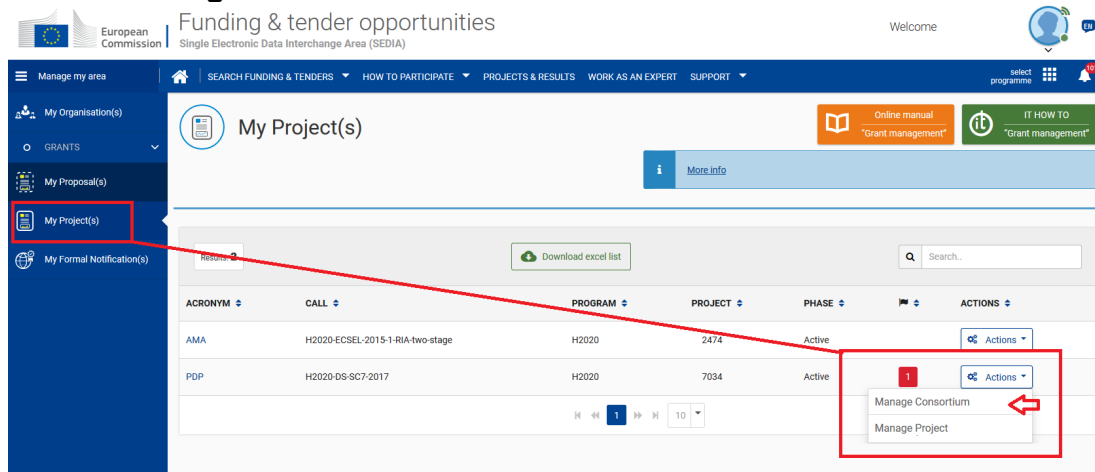 European
Commission
Funding & tender opportunities
Single Electronic Data Interchange Area (SEDIA)
Welcome
EN
Manage my area
SEARCH FUNDING & TENDERS
HOW TO PARTICIPATE
PROJECTS & RESULTS
WORK AS AN EXPERT
SUPPORT
select
programme
My Organisation(s)
GRANTS
My Proposal(s)
My Project(s)
My Formal Notification(s)
My Project(s)
Online manual
"Grant management"
it
IT HOW TO
"Grant management"
i
More info
Download excel list
Search..
ACRONYM CALL PROGRAM PROJECT PHASE ACTIONS
AMA H2020-ECSEL-2015-1-RIA-two-stage H2020 2474 Active Actions
PDP H2020-DS-SC7-2017 H2020 7034 Active 1 Actions
Manage Consortium
Manage Project
1 10